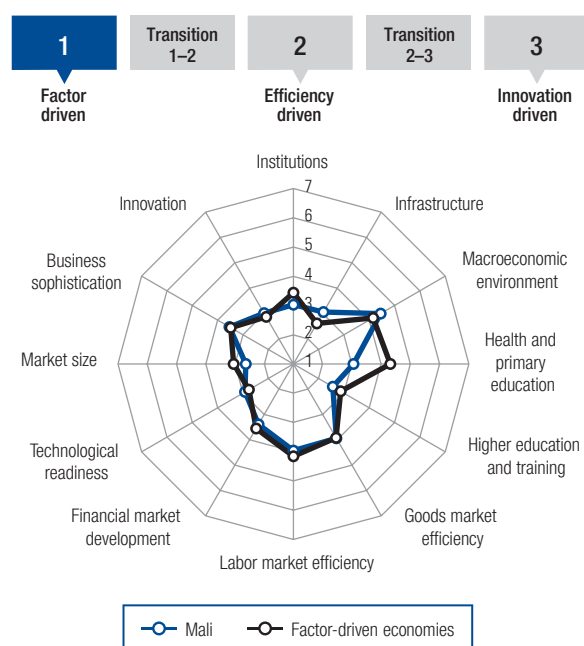 1
Transition
1–2
2
Transition
2–3
3
Factor
driven
Efficiency
driven
Innovation
driven
Institutions
Infrastructure
Macroeconomic
environment
Health and
primary
education
Higher education
and training
Goods market
efficiency
Labor market efficiency
Financial market
development
Technological
readiness
Market size
Business
sophistication
Innovation
7
6
5
4
3
2
1
Mali
Factor-driven economies